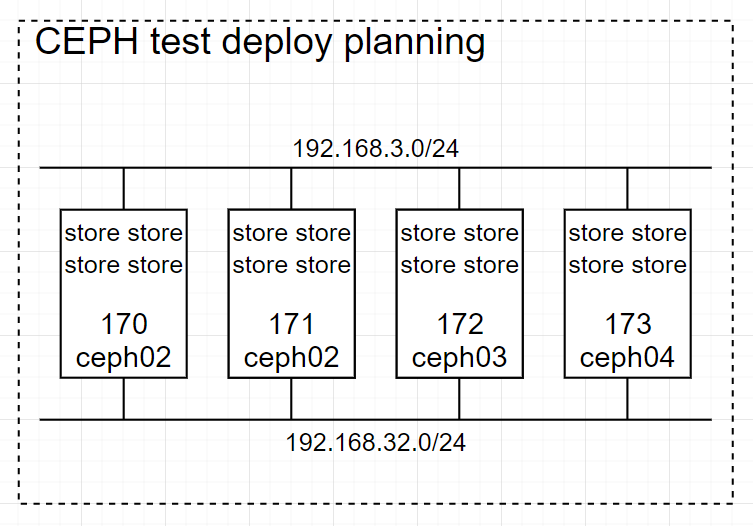 CEPH test deploy planning
192.168.3.0/24
store store
store store
170
ceph02
store store
store store
171
ceph02
store store
store store
172
ceph03
store store
store store
173
ceph04
192.168.32.0/24